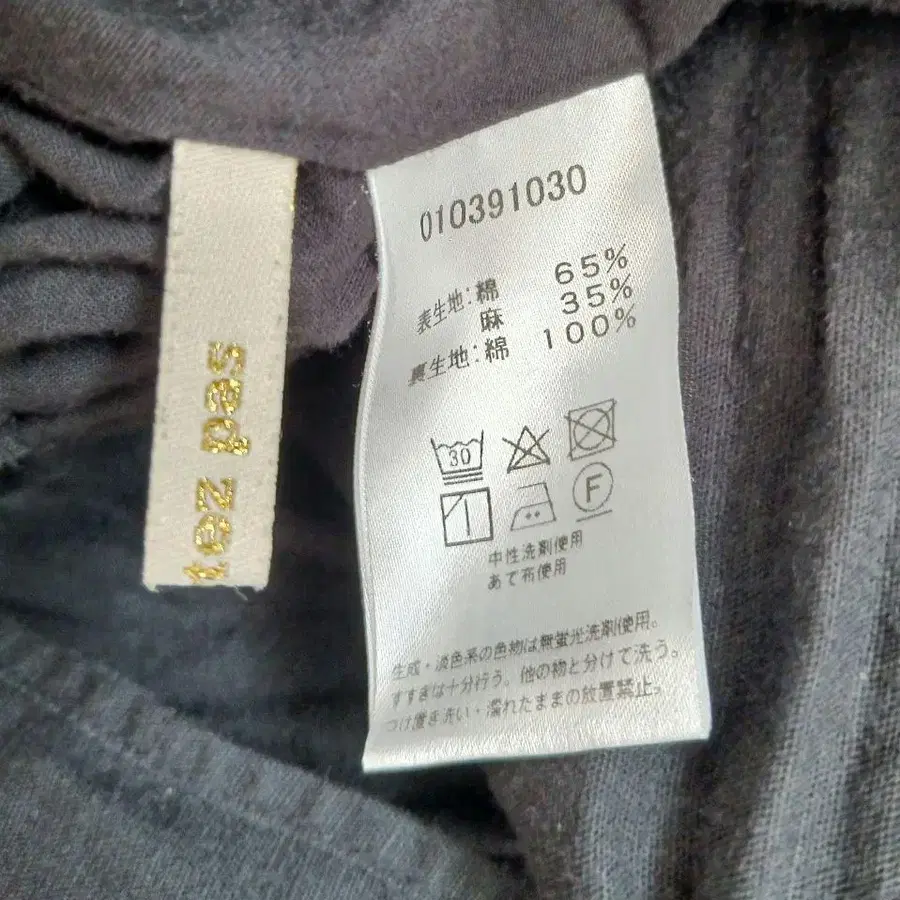 tez pas
010391030
表生地:綿 65%
麻 35%
裏生地:綿 100%
30
F
中性洗剤使用
あて布使用
生成・淡色系の色物は無蛍光洗剤使用。
すすぎは十分行う。他の物と分けて洗う。
つけ置き洗い・濡れたままの放置禁止。